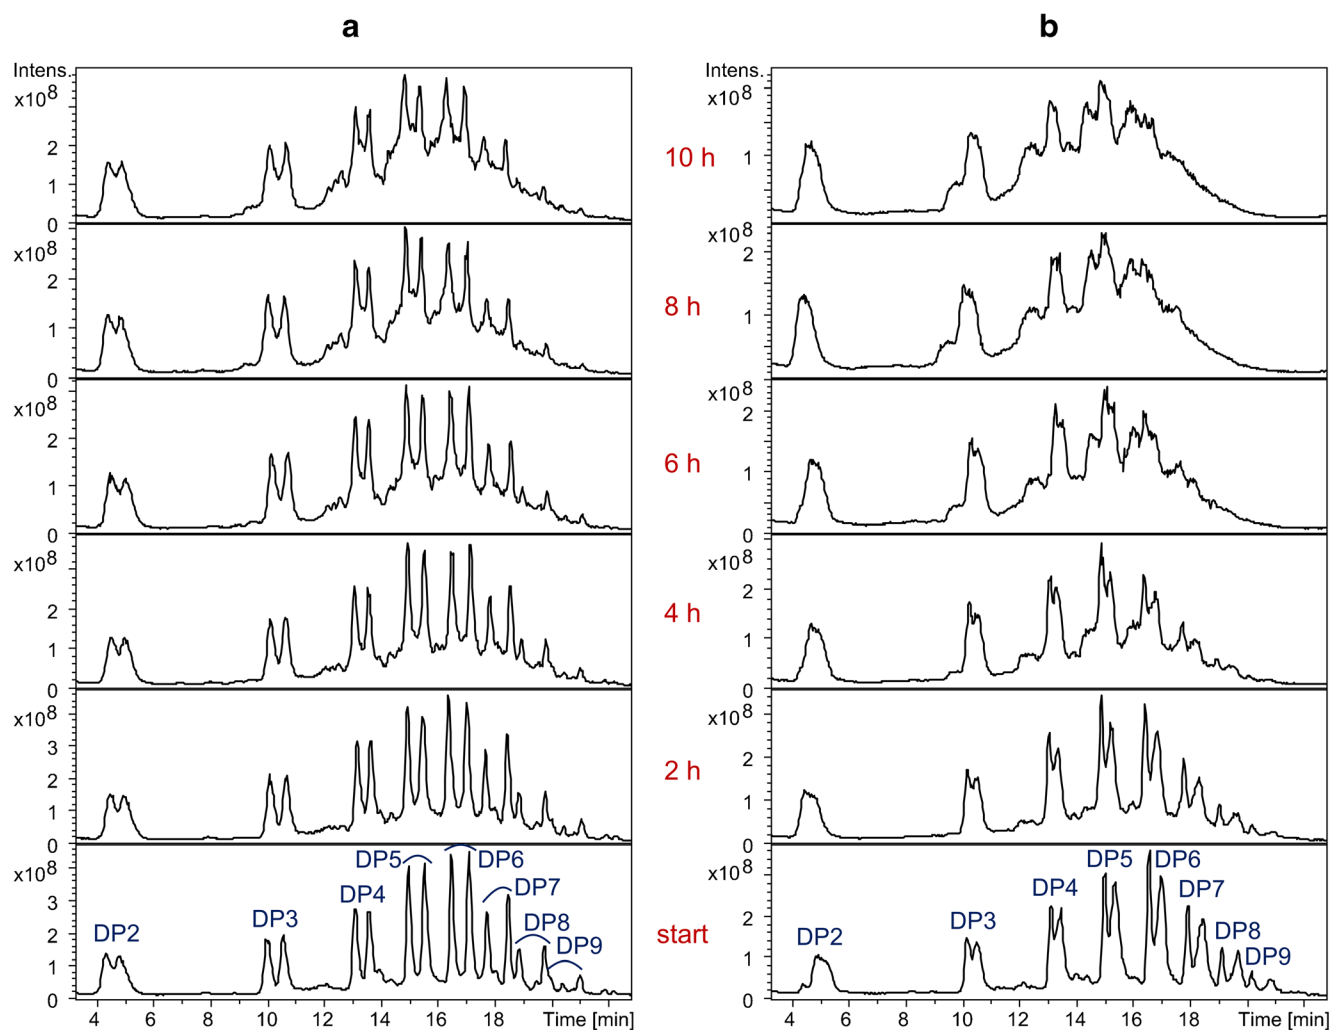 a b
Intens. Intens.
x10^8 x10^8
2 10 h 1
1
0
x10^8 x10^8
2 2
1 8 h 1
0
x10^8 x10^8
2 2
1 6 h 1
0 0
x10^8 x10^8
2 4 h 2
1 1
0 0
x10^8 x10^8
3 2 h 2
2 1
1
0 0
x10^8 DP5 DP6 x10^8 DP5 DP6
3 DP4 DP7 DP4 DP7
2 DP2 DP3 DP8 start 2 DP2 DP3 DP8
1 DP9 1 DP9
0 0
4 6 8 10 12 14 16 18 Time [min] 4 6 8 10 12 14 16 18 Time [min]